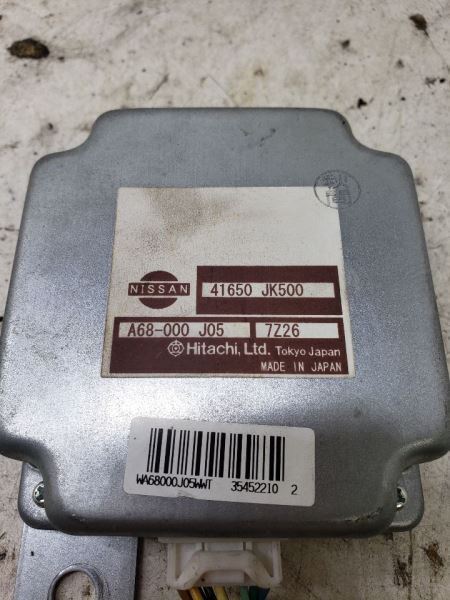 NISSAN
41650 JK500
A68-000 J05 7Z26
Hitachi, Ltd. Tokyo Japan
MADE IN JAPAN
WA68000J05WWT 35452210 2